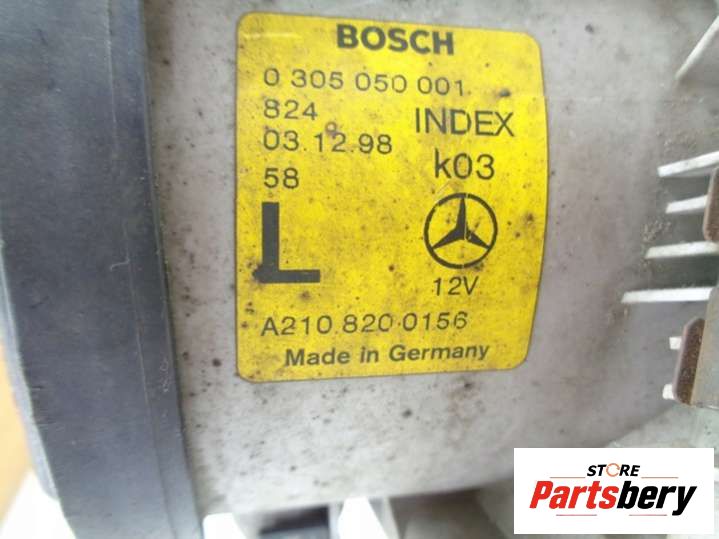 BOSCH
0 305 050 001
824
INDEX
03.12.98
k03
58
L
12V
A210.820.0156
Made in Germany
STORE
Partsbery